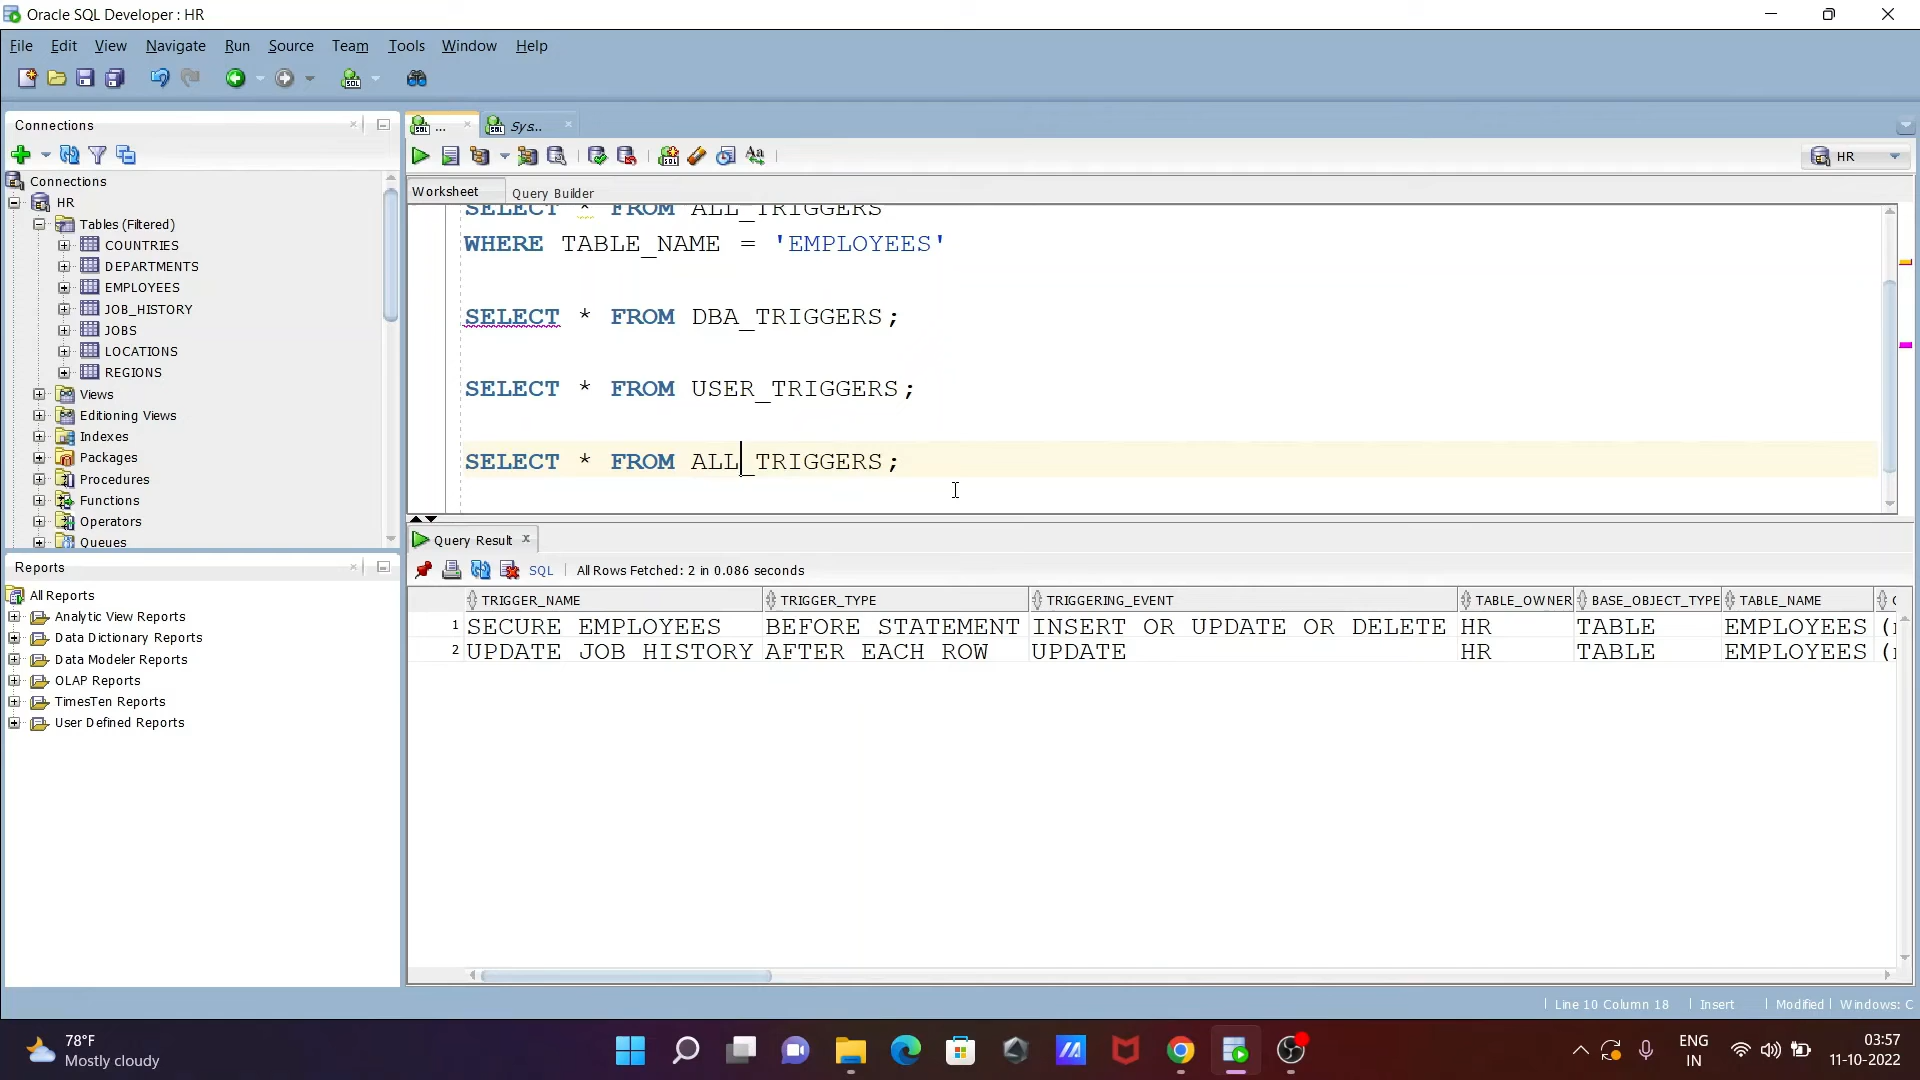 Oracle SQL Developer : HR
File Edit View Navigate Run Source Team Tools Window Help
Connections
Connections
HR
Tables (Filtered)
COUNTRIES
DEPARTMENTS
EMPLOYEES
JOB_HISTORY
JOBS
LOCATIONS
REGIONS
Views
Editioning Views
Indexes
Packages
Procedures
Functions
Operators
Queues
Reports
All Reports
Analytic View Reports
Data Dictionary Reports
Data Modeler Reports
OLAP Reports
TimesTen Reports
User Defined Reports
... Sys..
HR
Worksheet Query Builder
SELECT * FROM ALL_TRIGGERS
WHERE TABLE_NAME = 'EMPLOYEES'
SELECT * FROM DBA_TRIGGERS;
SELECT * FROM USER_TRIGGERS;
SELECT * FROM ALL_TRIGGERS;
Query Result
SQL All Rows Fetched: 2 in 0.086 seconds
TRIGGER_NAME TRIGGER_TYPE TRIGGERING_EVENT TABLE_OWNER BASE_OBJECT_TYPE TABLE_NAME
1 SECURE EMPLOYEES BEFORE STATEMENT INSERT OR UPDATE OR DELETE HR TABLE EMPLOYEES
2 UPDATE JOB HISTORY AFTER EACH ROW UPDATE HR TABLE EMPLOYEES
Line 10 Column 18 Insert Modified Windows: C
78°F
Mostly cloudy
ENG
IN
03:57
11-10-2022